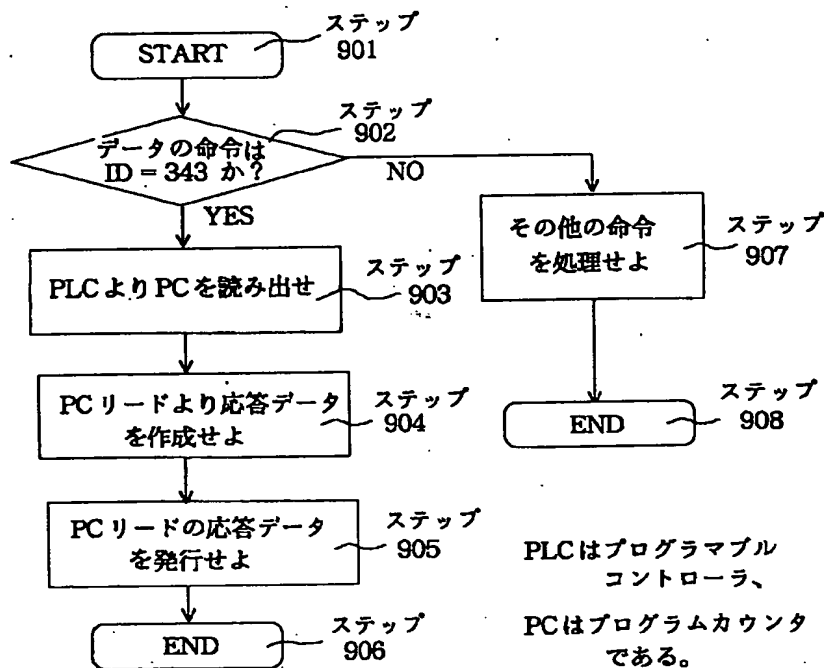 START
ステップ
901
データの命令は
ID = 343 か?
ステップ
902
NO
YES
PLCよりPCを読み出せ
ステップ
903
その他の命令
を処理せよ
ステップ
907
PCリードより応答データ
を作成せよ
ステップ
904
END
ステップ
908
PCリードの応答データ
を発行せよ
ステップ
905
END
ステップ
906
PLCはプログラマブル
コントローラ、
PCはプログラムカウンタ
である。